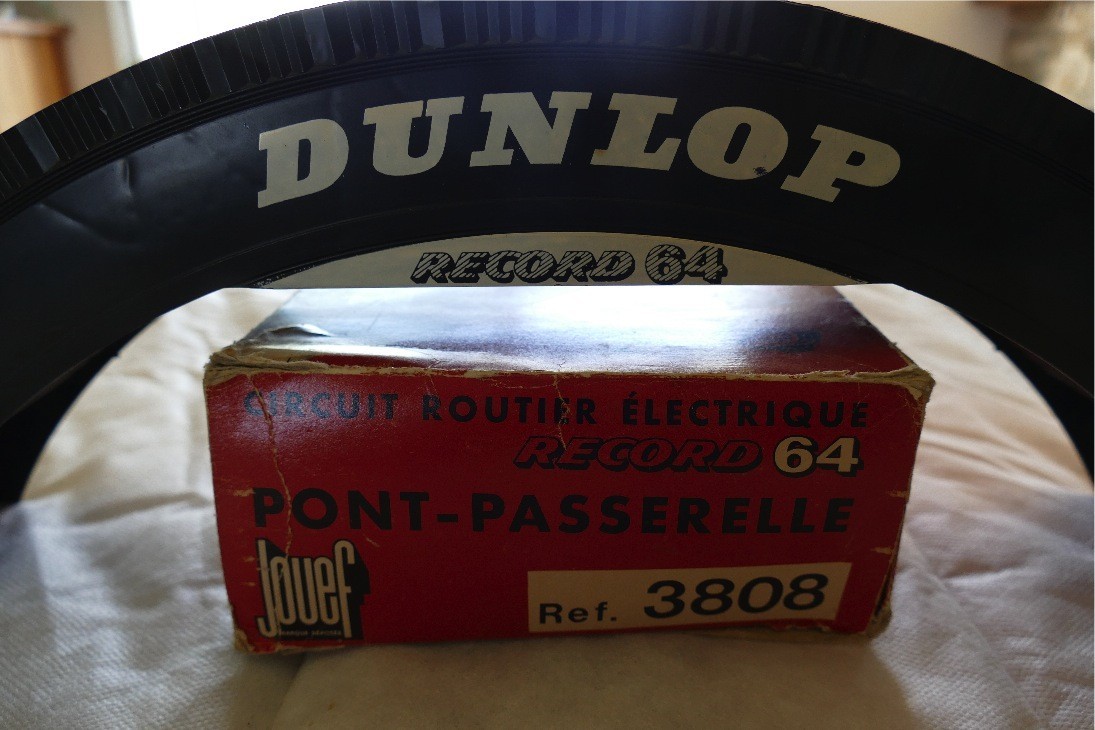 DUNLOP
RECORD 64
CIRCUIT ROUTIER ÉLECTRIQUE
RECORD 64
PONT-PASSERELLE
Jouef
Ref. 3808